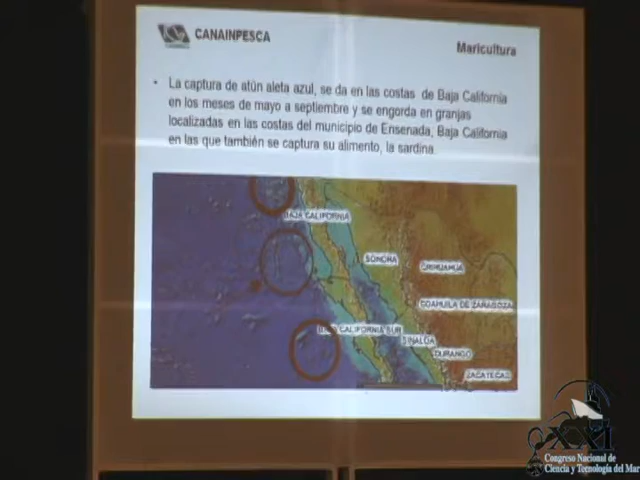 CANAINPESCA
Maricultura
• La captura de atún aleta azul, se da en las costas de Baja California
en los meses de mayo a septiembre y se engorda en granjas
localizadas en las costas del municipio de Ensenada, Baja California
en las que también se captura su alimento, la sardina.
BAJA CALIFORNIA
SONORA
CHIHUAHUA
COAHUILA DE ZARAGOZA
BAJA CALIFORNIA SUR
SINALOA
DURANGO
ZACATECAS
XXI
Congreso Nacional de
Ciencia y Tecnología del Mar